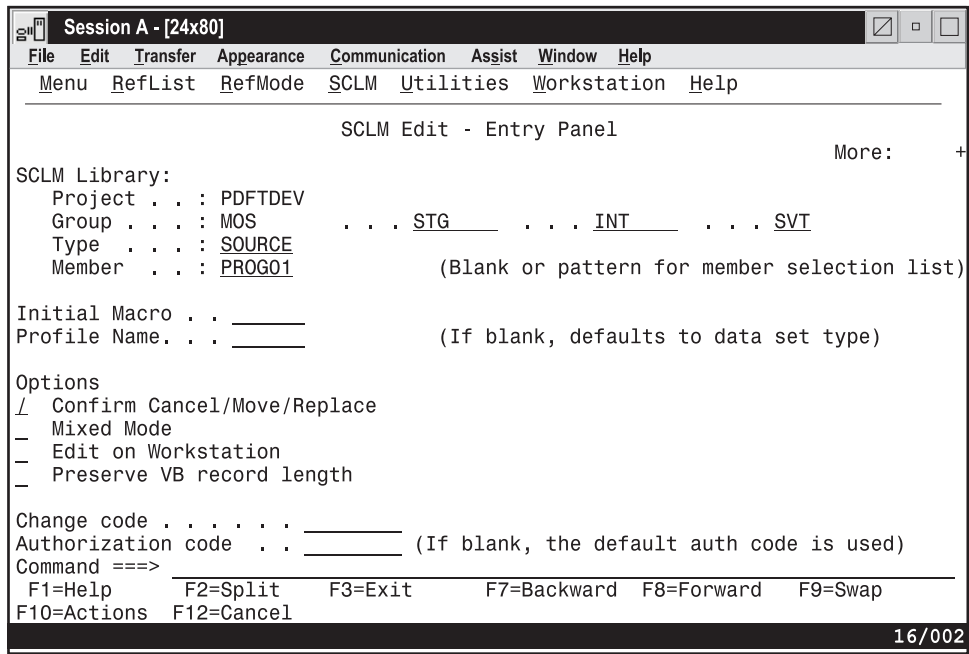 Session A - [24x80]
File Edit Transfer Appearance Communication Assist Window Help
Menu RefList RefMode SCLM Utilities Workstation Help
SCLM Edit - Entry Panel
More: +
SCLM Library:
Project . . : PDFTDEV
Group . . . : MOS . . . STG . . . INT . . . SVT
Type . . . : SOURCE
Member . . : PROG01 (Blank or pattern for member selection list)
Initial Macro . .
Profile Name. . . (If blank, defaults to data set type)
Options
/ Confirm Cancel/Move/Replace
Mixed Mode
Edit on Workstation
Preserve VB record length
Change code . . . . . .
Authorization code . . (If blank, the default auth code is used)
Command ===>
F1=Help F2=Split F3=Exit F7=Backward F8=Forward F9=Swap
F10=Actions F12=Cancel
16/002